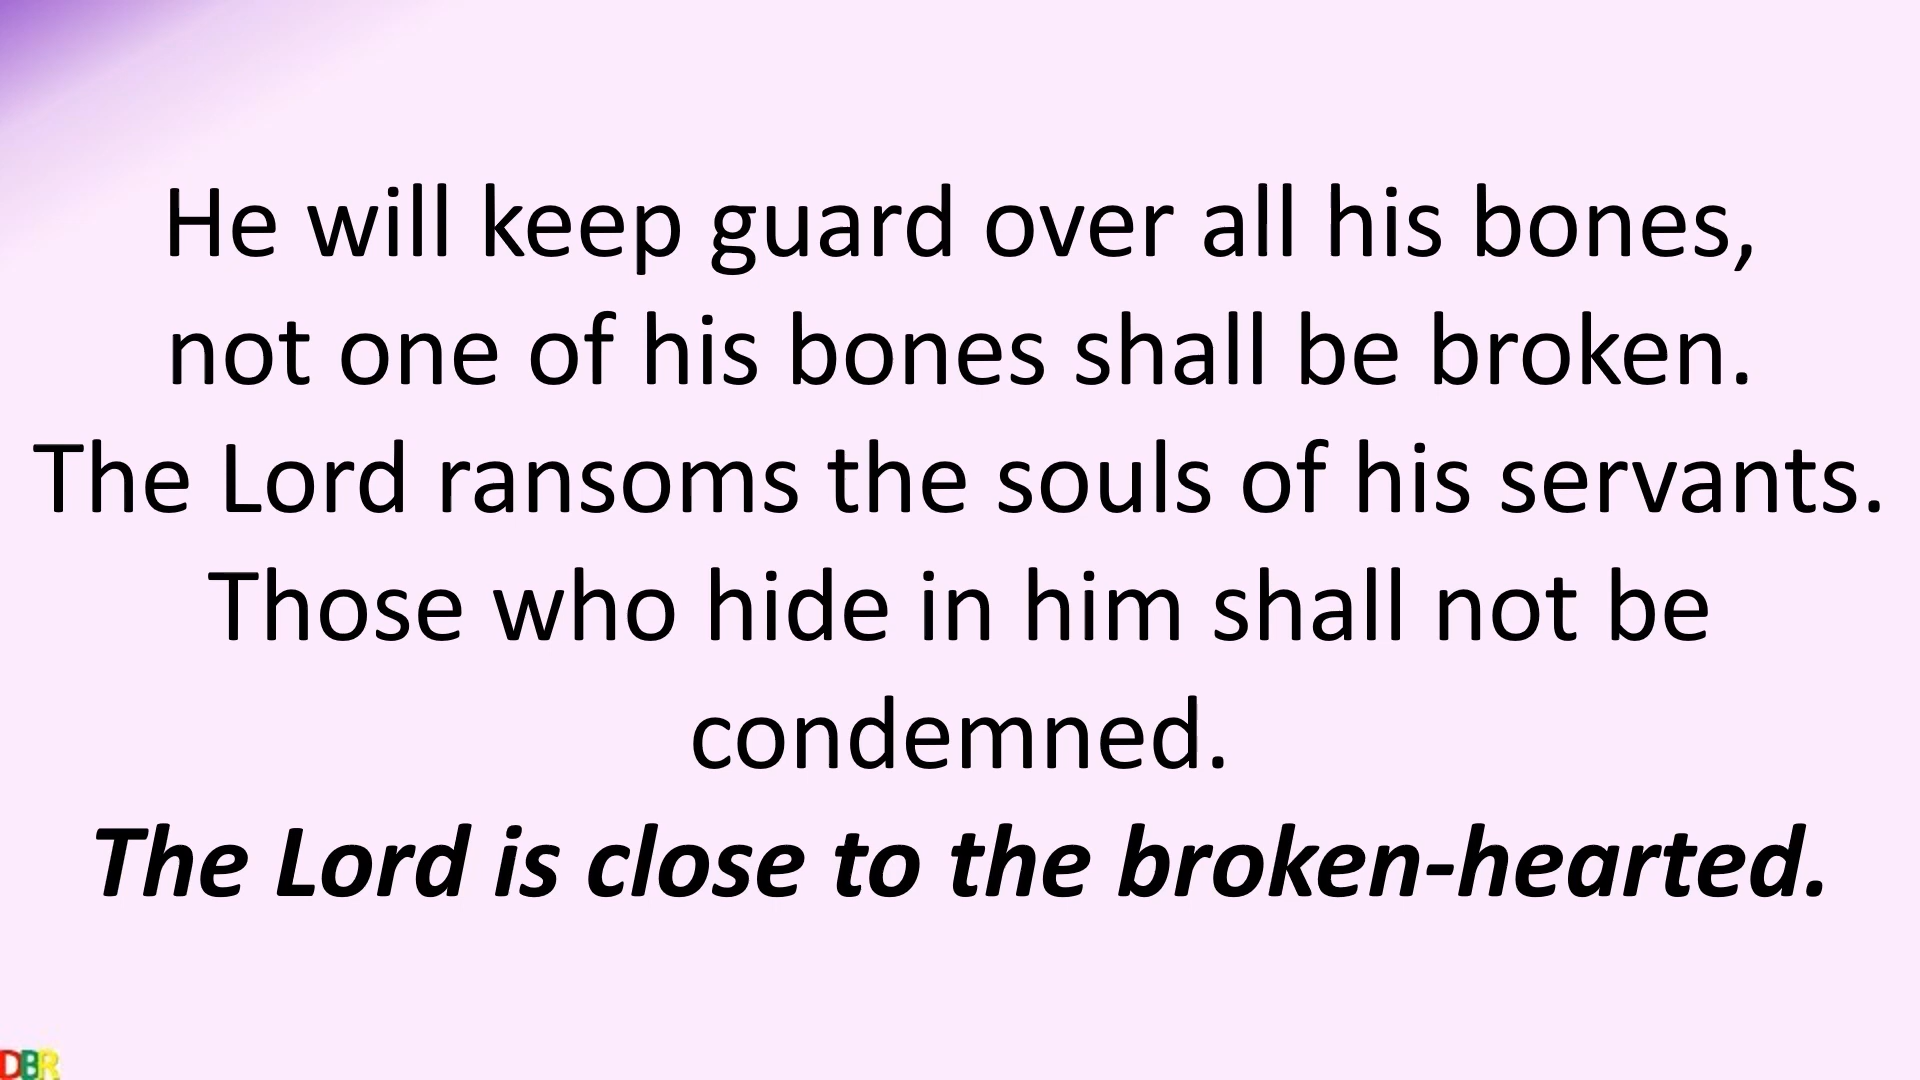 He will keep guard over all his bones,
not one of his bones shall be broken.
The Lord ransoms the souls of his servants.
Those who hide in him shall not be
condemned.
The Lord is close to the broken-hearted.
DBR